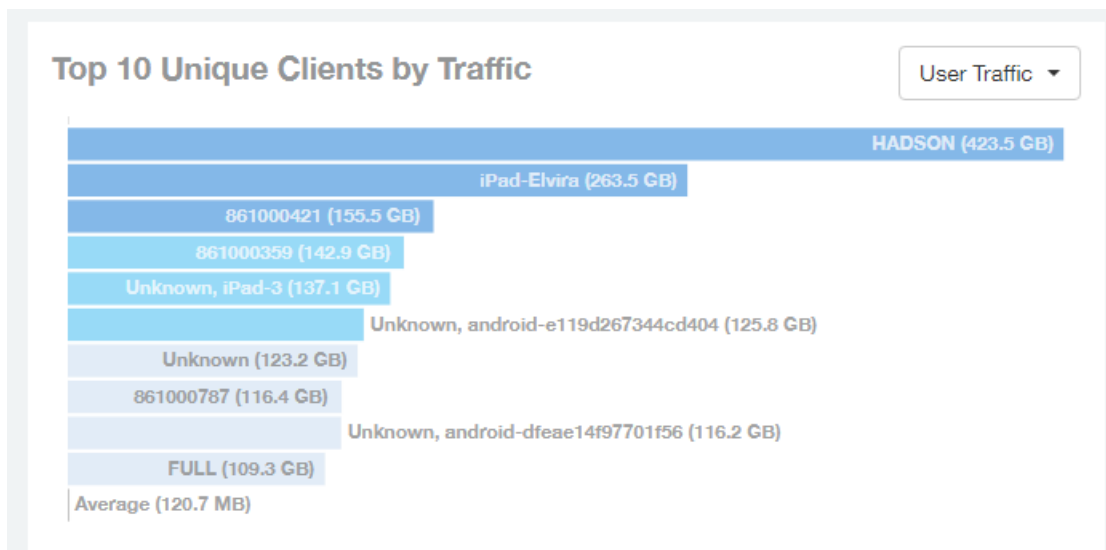 Top 10 Unique Clients by Traffic
User Traffic
HADSON (423.5 GB)
iPad-Elvira (263.5 GB)
861000421 (155.5 GB)
861000359 (142.9 GB)
Unknown, iPad-3 (137.1 GB)
Unknown, android-e119d267344cd404 (125.8 GB)
Unknown (123.2 GB)
861000787 (116.4 GB)
Unknown, android-dfeae14f97701f56 (116.2 GB)
FULL (109.3 GB)
Average (120.7 MB)